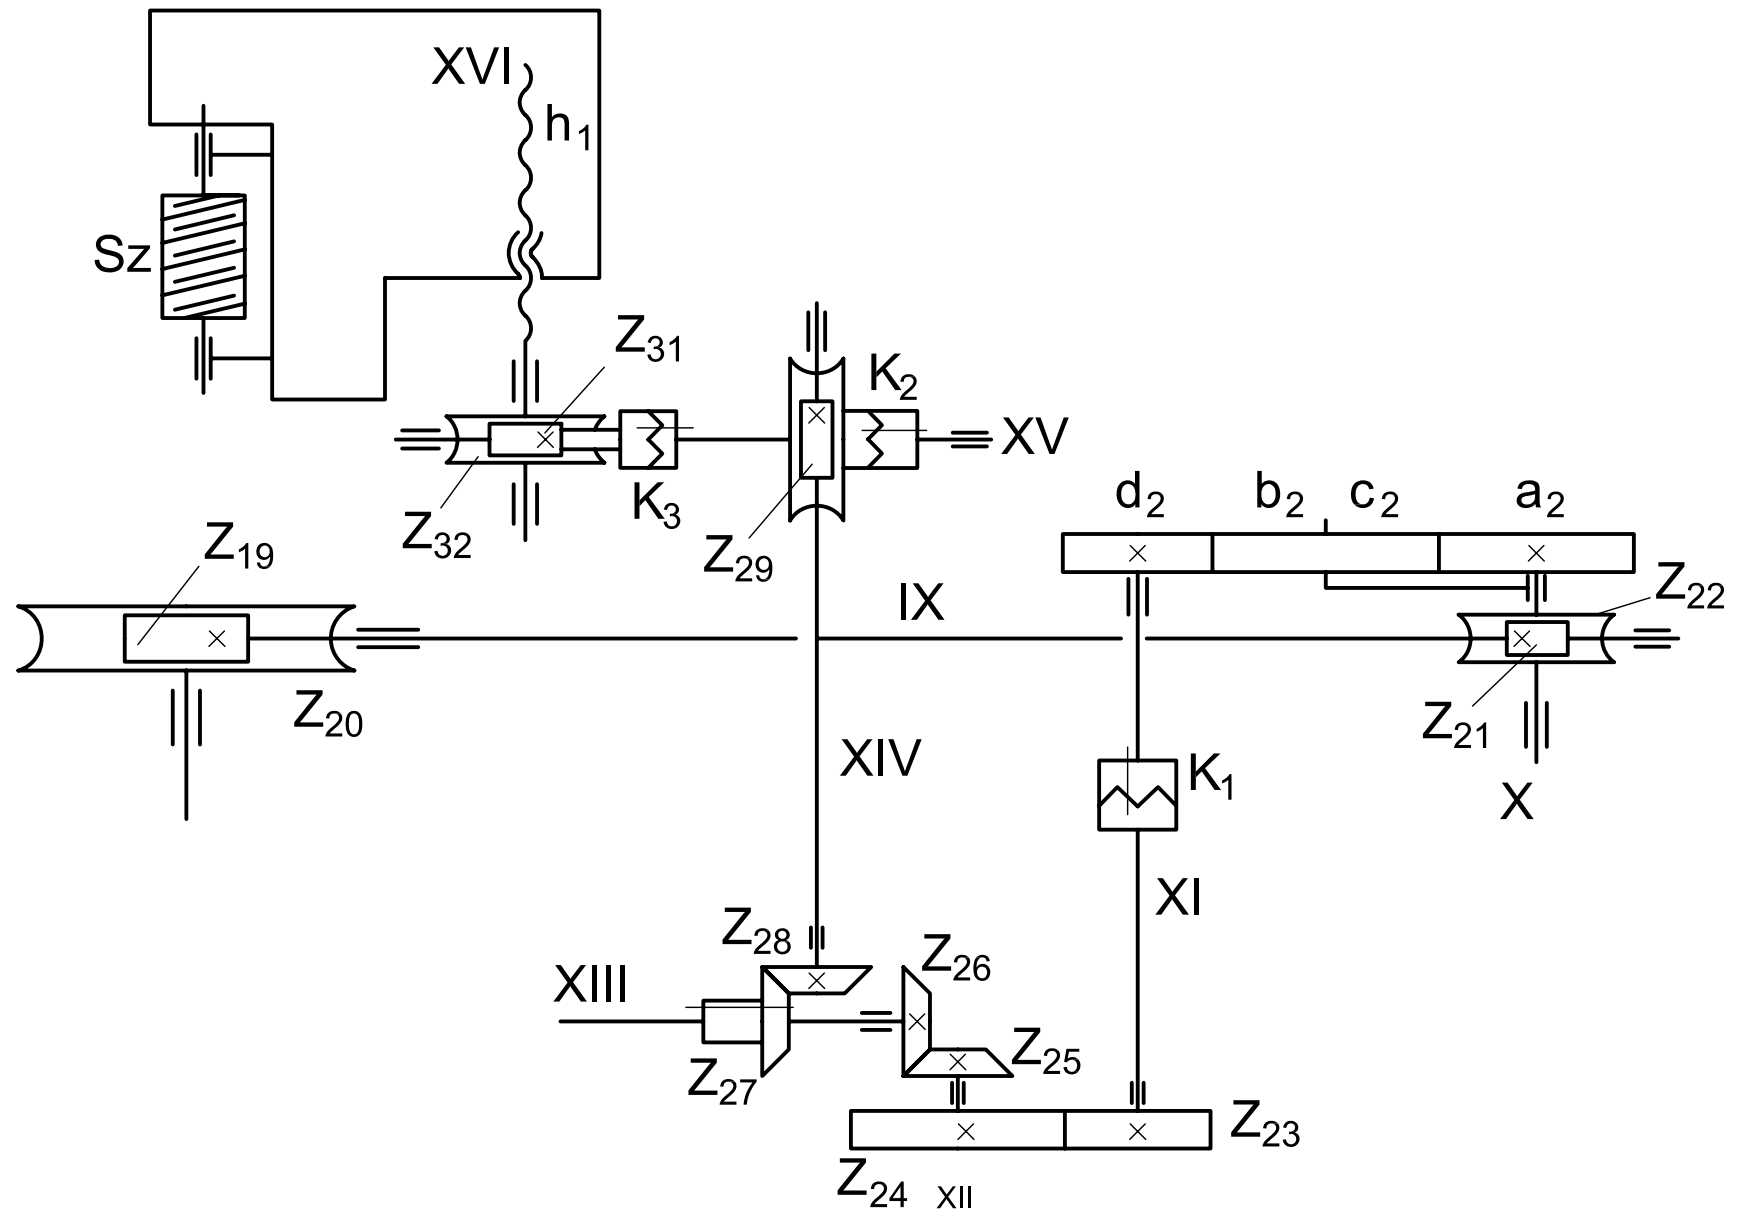 XVI
h1
Sz
Z31
K2
XV
K3
Z32
Z29
d2 b2 c2 a2
Z19
IX
Z22
Z20
Z21
XIV
K1
X
XI
Z28
Z26
XIII
Z25
Z27
Z23
Z24
XII